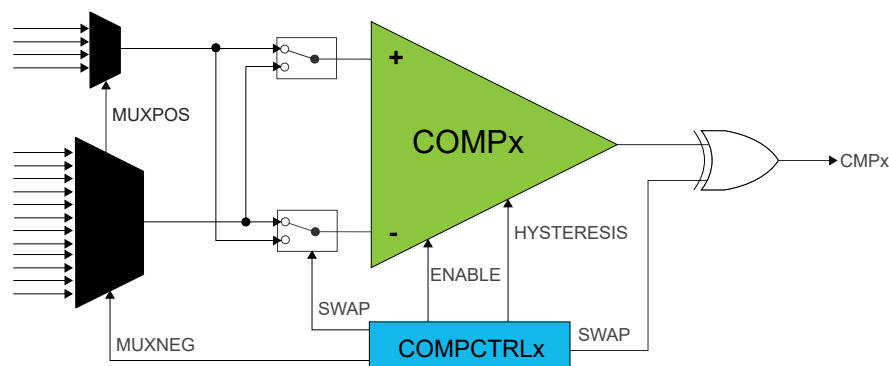 MUXPOS
+
COMPx
CMPx
-
HYSTERESIS
ENABLE
SWAP
SWAP
MUXNEG
COMPCTRLx